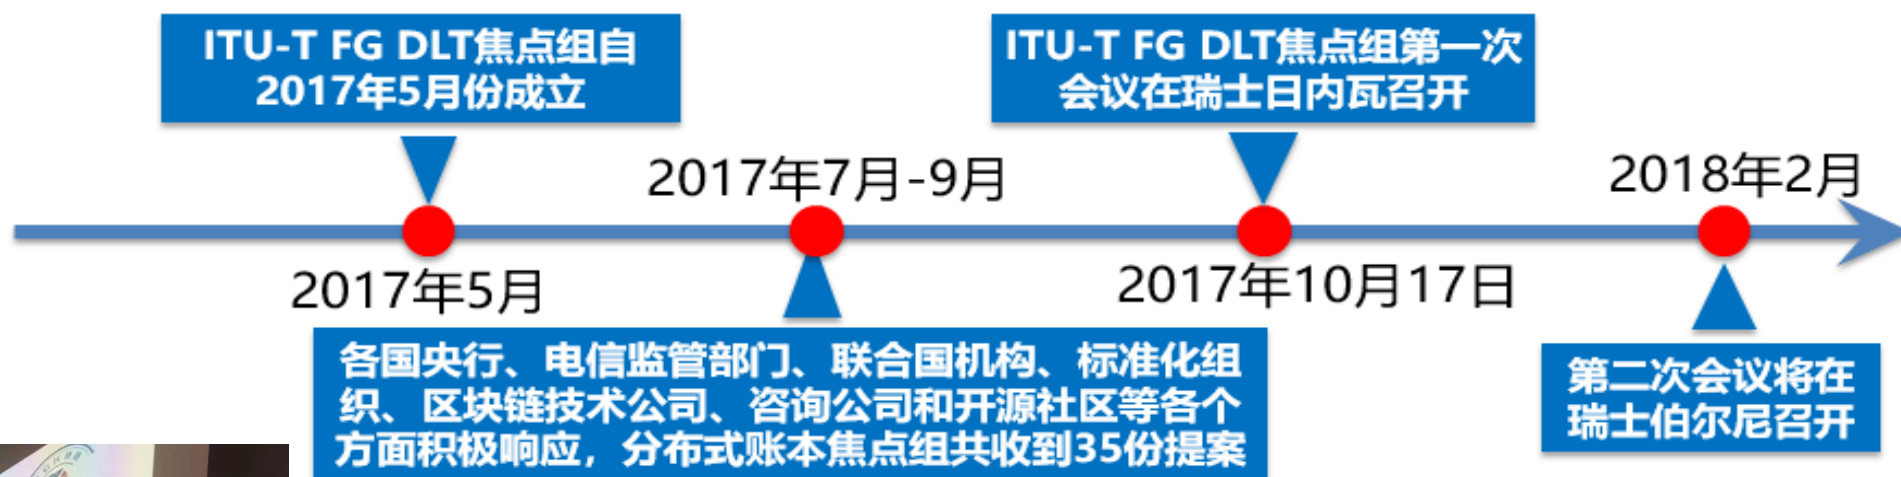 ITU-T FG DLT焦点组自
2017年5月份成立
ITU-T FG DLT焦点组第一次
会议在瑞士日内瓦召开
2017年7月-9月
2018年2月
2017年5月
2017年10月17日
各国央行、电信监管部门、联合国机构、标准化组
织、区块链技术公司、咨询公司和开源社区等各个
方面积极响应，分布式账本焦点组共收到35份提案
第二次会议将在
瑞士伯尔尼召开